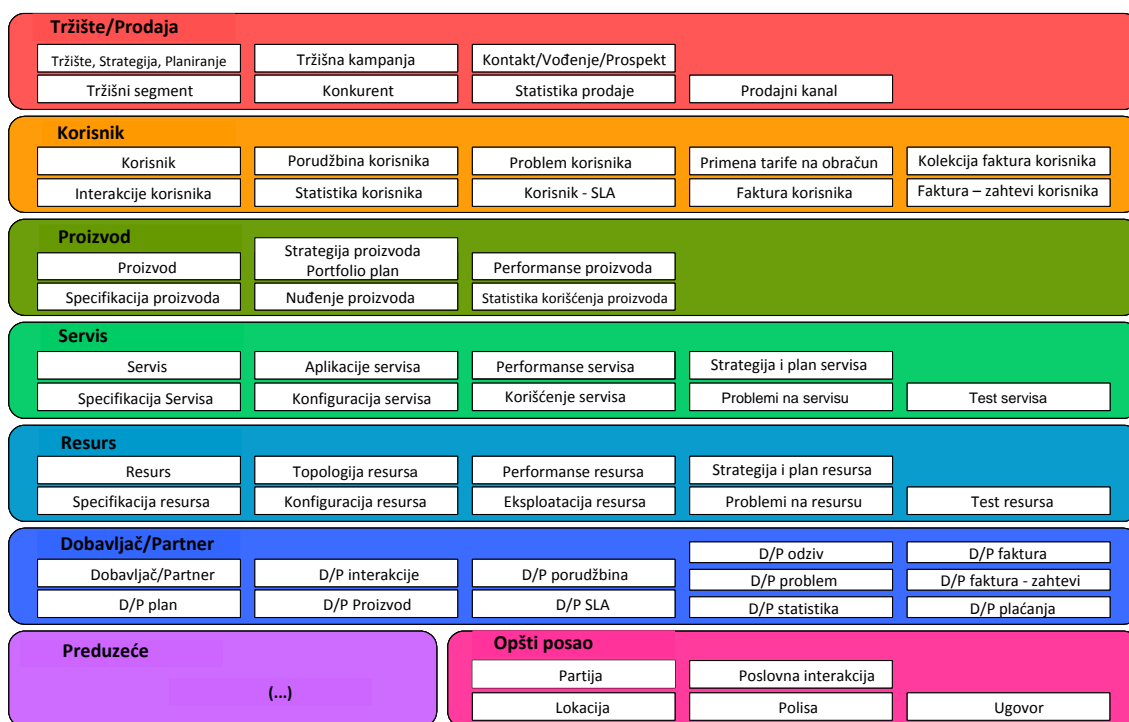 Tržište/Prodaja
Tržište, Strategija, Planiranje
Tržišna kampanja
Kontakt/Vođenje/Prospekt
Tržišni segment
Konkurent
Statistika prodaje
Prodajni kanal
Korisnik
Korisnik
Porudžbina korisnika
Problem korisnika
Primena tarife na obračun
Kolekcija faktura korisnika
Interakcije korisnika
Statistika korisnika
Korisnik - SLA
Faktura korisnika
Faktura – zahtevi korisnika
Proizvod
Proizvod
Strategija proizvoda
Portfolio plan
Performanse proizvoda
Specifikacija proizvoda
Nuđenje proizvoda
Statistika korišćenja proizvoda
Servis
Servis
Aplikacije servisa
Performanse servisa
Strategija i plan servisa
Specifikacija Servisa
Konfiguracija servisa
Korišćenje servisa
Problemi na servisu
Test servisa
Resurs
Resurs
Topologija resursa
Performanse resursa
Strategija i plan resursa
Specifikacija resursa
Konfiguracija resursa
Eksploatacija resursa
Problemi na resursu
Test resursa
Dobavljač/Partner
D/P odziv
D/P faktura
Dobavljač/Partner
D/P interakcije
D/P porudžbina
D/P problem
D/P faktura - zahtevi
D/P plan
D/P Proizvod
D/P SLA
D/P statistika
D/P plaćanja
Preduzeće
(...)
Opšti posao
Partija
Poslovna interakcija
Lokacija
Polisa
Ugovor